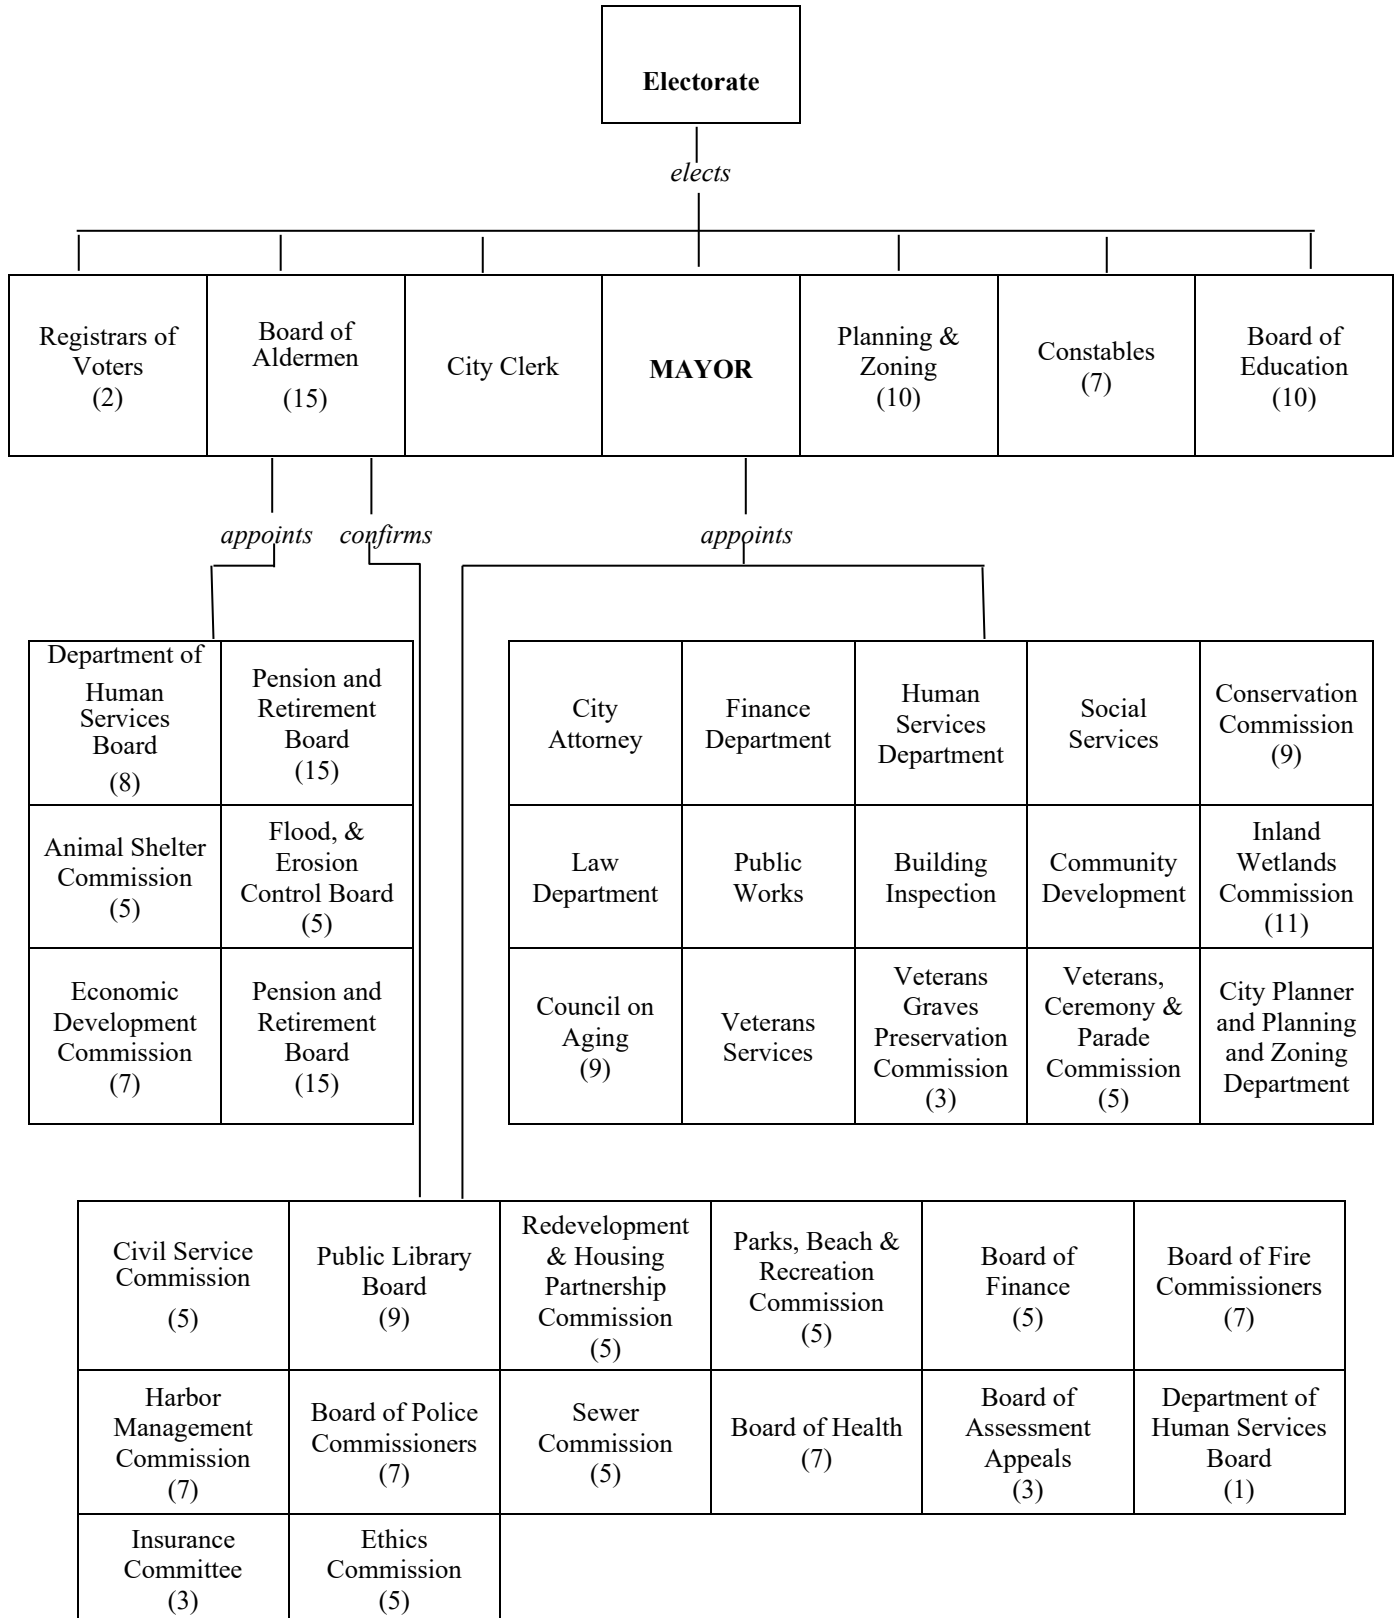 Electorate
elects
Registrars of
Voters
(2)
Board of
Aldermen
(15)
City Clerk
MAYOR
Planning &
Zoning
(10)
Constables
(7)
Board of
Education
(10)
appoints
confirms
appoints
Department of
Human
Services
Board
(8)
Pension and
Retirement
Board
(15)
Animal Shelter
Commission
(5)
Flood, &
Erosion
Control Board
(5)
Economic
Development
Commission
(7)
Pension and
Retirement
Board
(15)
City
Attorney
Finance
Department
Human
Services
Department
Social
Services
Conservation
Commission
(9)
Law
Department
Public
Works
Building
Inspection
Community
Development
Inland
Wetlands
Commission
(11)
Council on
Aging
(9)
Veterans
Services
Veterans
Graves
Preservation
Commission
(3)
Veterans,
Ceremony &
Parade
Commission
(5)
City Planner
and Planning
and Zoning
Department
Civil Service
Commission
(5)
Public Library
Board
(9)
Redevelopment
& Housing
Partnership
Commission
(5)
Parks, Beach &
Recreation
Commission
(5)
Board of
Finance
(5)
Board of Fire
Commissioners
(7)
Harbor
Management
Commission
(7)
Board of Police
Commissioners
(7)
Sewer
Commission
(5)
Board of Health
(7)
Board of
Assessment
Appeals
(3)
Department of
Human Services
Board
(1)
Insurance
Committee
(3)
Ethics
Commission
(5)